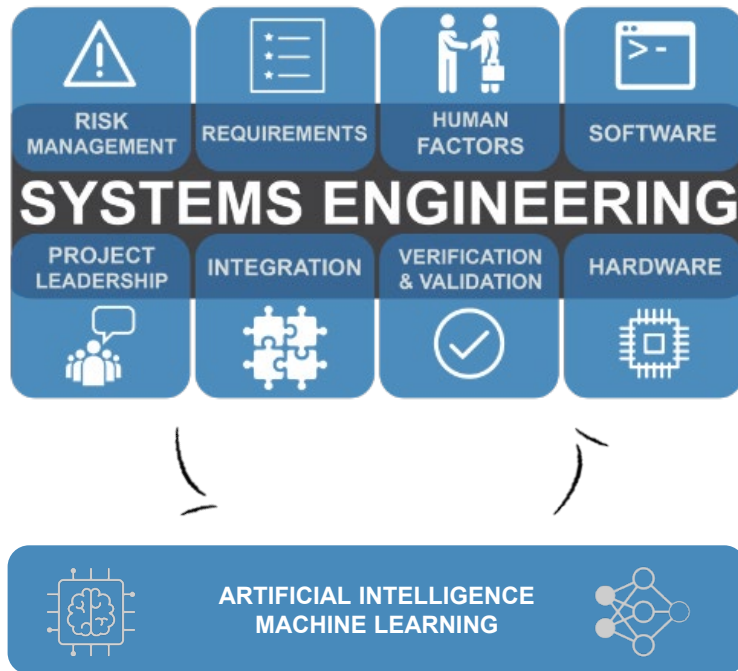 RISK
MANAGEMENT
REQUIREMENTS
HUMAN
FACTORS
SOFTWARE
SYSTEMS ENGINEERING
PROJECT
LEADERSHIP
INTEGRATION
VERIFICATION
& VALIDATION
HARDWARE
ARTIFICIAL INTELLIGENCE
MACHINE LEARNING